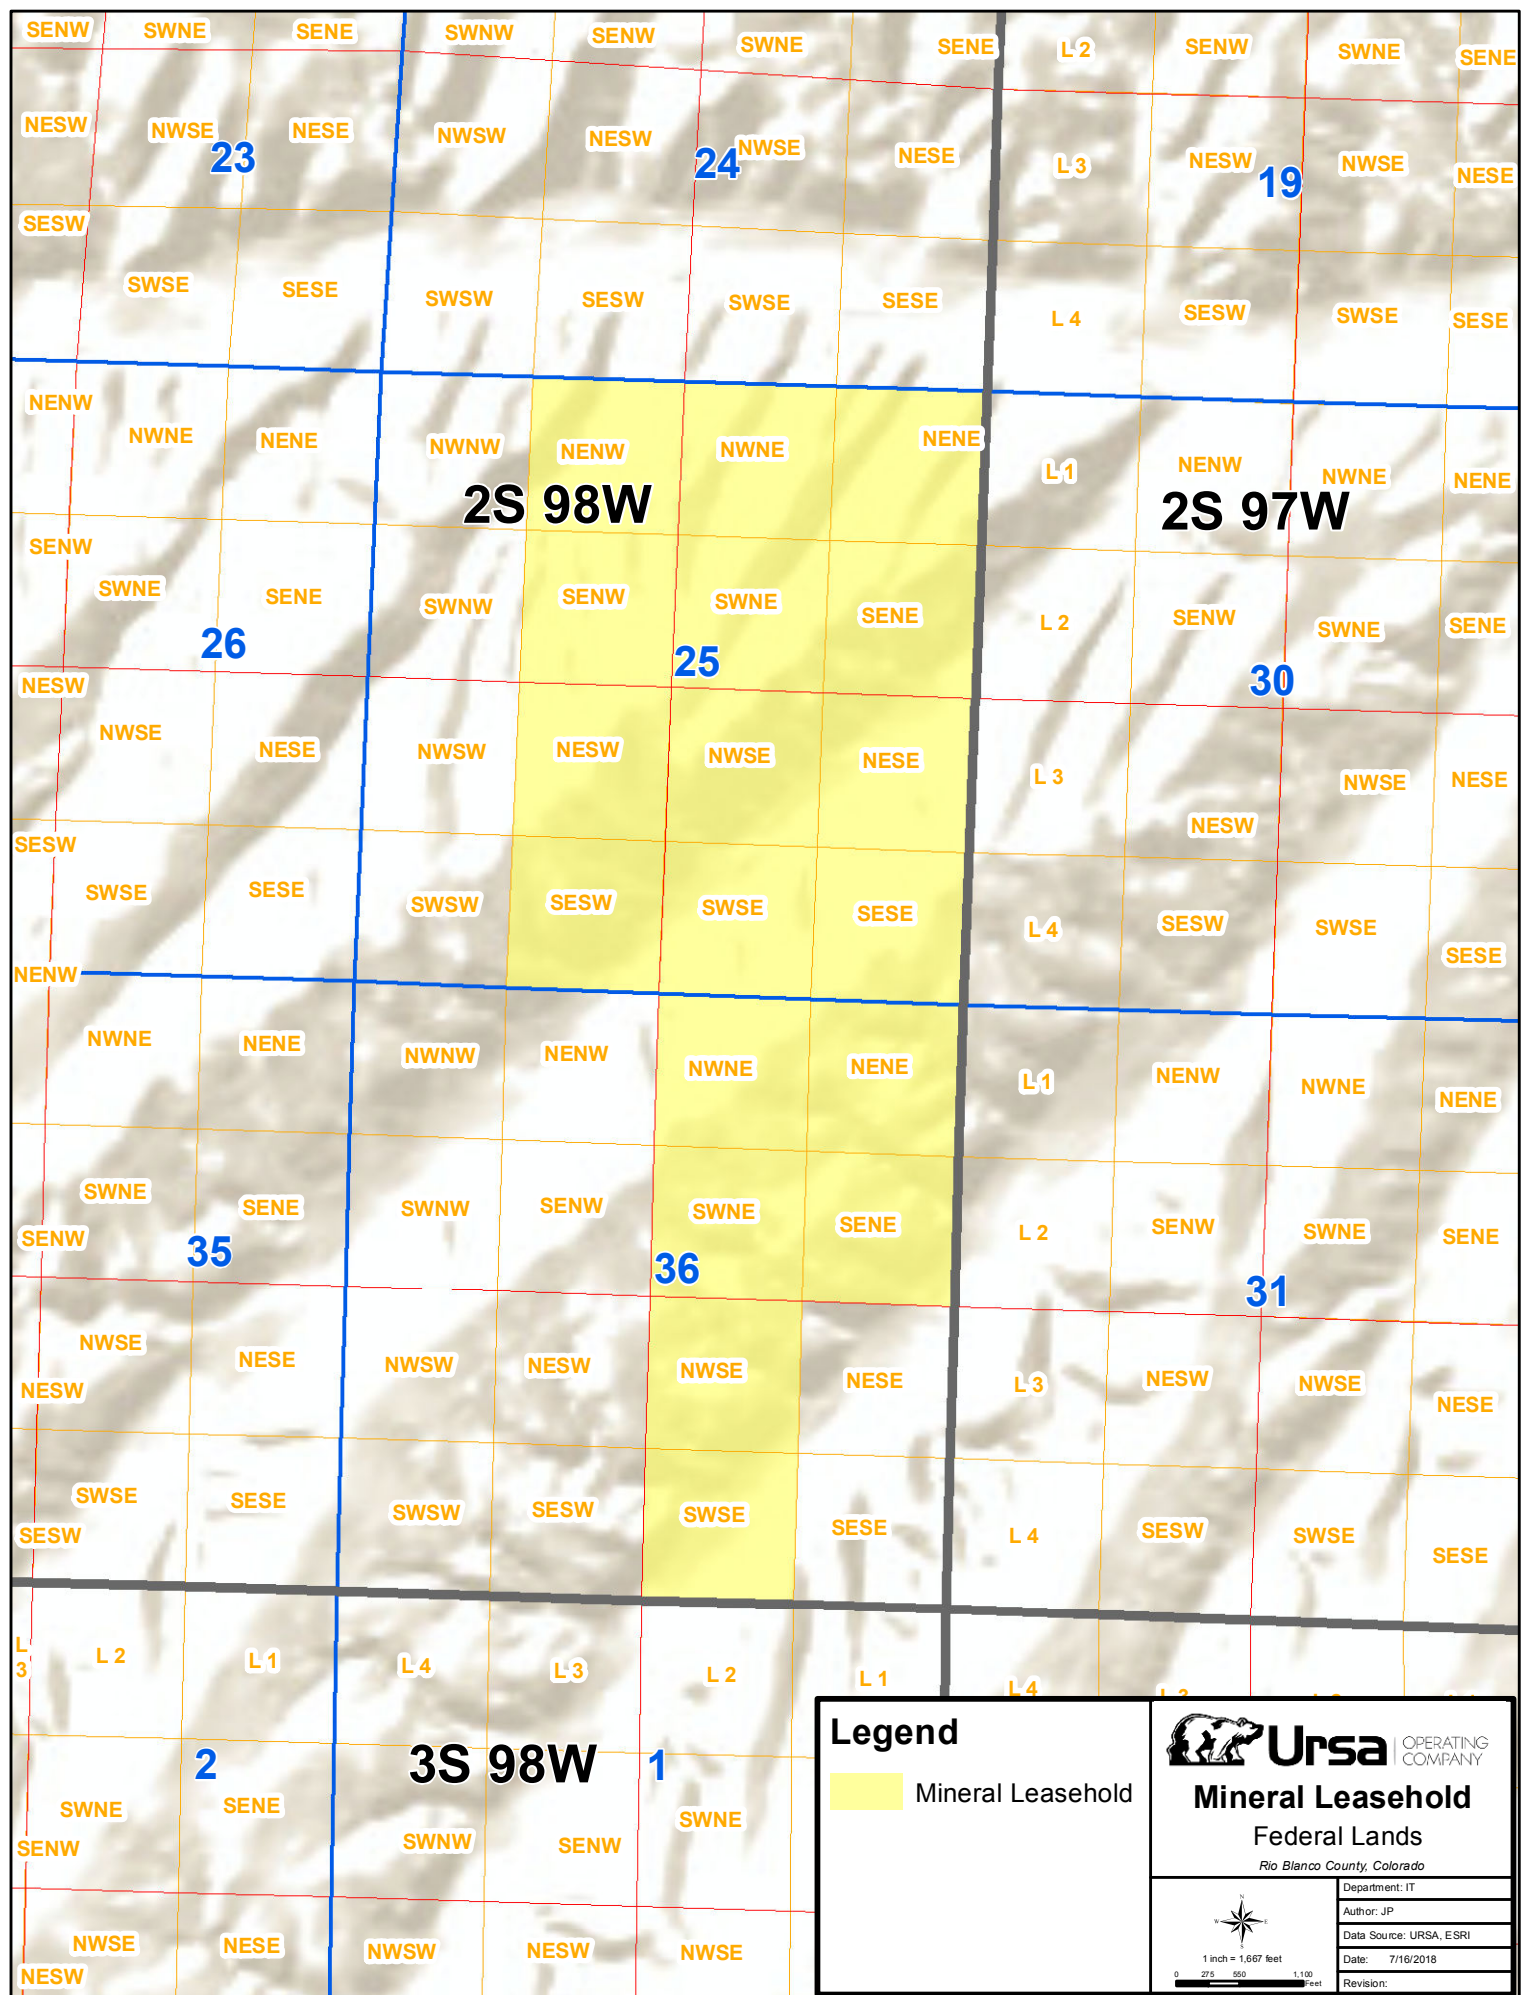 SENW SWNE SENE SWNW SENW SWNE SENE L 2 SENW SWNE SENE
NESW NWSE NESE NWSW NESW NWSE NESE L 3 NESW NWSE NESE
23 24 19
SESW SWSE SESE SWSW SESW SWSE SESE L 4 SESW SWSE SESE
NENW NWNE NENE NWNW NENW NWNE NENE L 1 NENW NWNE NENE
2S 98W 2S 97W
SENW SWNE SENE SWNW SENW SWNE SENE L 2 SENW SWNE SENE
26 25 30
NESW NWSE NESE NWSW NESW NWSE NESE L 3 NESW NWSE NESE
SESW SWSE SESE SWSW SESW SWSE SESE L 4 SESW SWSE SESE
NENW NWNE NENE NWNW NENW NWNE NENE L 1 NENW NWNE NENE
SENW SWNE SENE SWNW SENW SWNE SENE L 2 SENW SWNE SENE
35 36 31
NESW NWSE NESE NWSW NESW NWSE NESE L 3 NESW NWSE NESE
SESW SWSE SESE SWSW SESW SWSE SESE L 4 SESW SWSE SESE
L 3 L 2 L 1 L 4 L 3 L 2 L 1 L 4
2 3S 98W 1
SENW SWNE SENE SWNW SENW SWNE
NESW NWSE NESE NWSW NESW NWSE
Legend
Mineral Leasehold
Ursa OPERATING COMPANY
Mineral Leasehold
Federal Lands
Rio Blanco County, Colorado
N
W E
S
1 inch = 1,667 feet
0 275 550 1,100
Feet
Department: IT
Author: JP
Data Source: URSA, ESRI
Date: 7/16/2018
Revision: